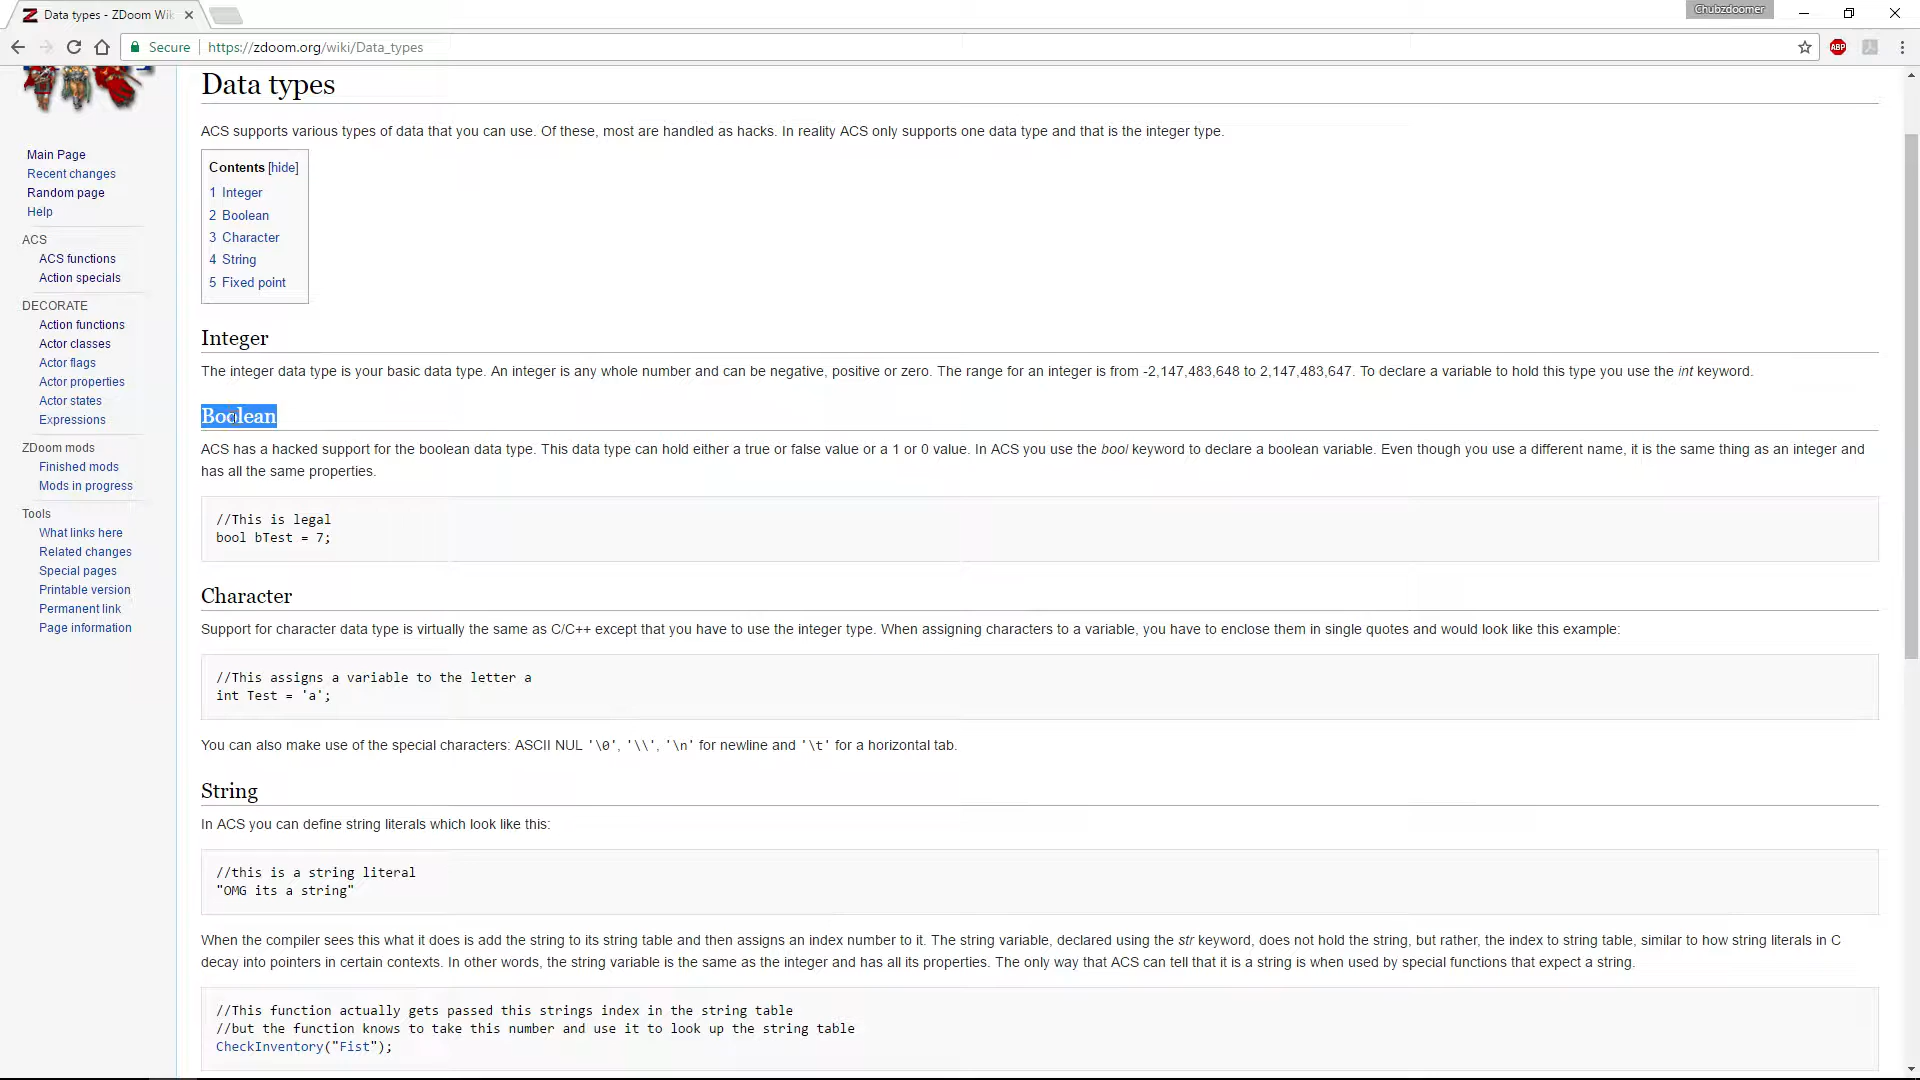 Data types - ZDoom Wik
Chubzdoomer
Secure https://zdoom.org/wiki/Data_types
ABP
Main Page
Recent changes
Random page
Help
ACS
ACS functions
Action specials
DECORATE
Action functions
Actor classes
Actor flags
Actor properties
Actor states
Expressions
ZDoom mods
Finished mods
Mods in progress
Tools
What links here
Related changes
Special pages
Printable version
Permanent link
Page information
Data types
ACS supports various types of data that you can use. Of these, most are handled as hacks. In reality ACS only supports one data type and that is the integer type.
Contents [hide]
1 Integer
2 Boolean
3 Character
4 String
5 Fixed point
Integer
The integer data type is your basic data type. An integer is any whole number and can be negative, positive or zero. The range for an integer is from -2,147,483,648 to 2,147,483,647. To declare a variable to hold this type you use the int keyword.
Boolean
ACS has a hacked support for the boolean data type. This data type can hold either a true or false value or a 1 or 0 value. In ACS you use the bool keyword to declare a boolean variable. Even though you use a different name, it is the same thing as an integer and
has all the same properties.
//This is legal
bool bTest = 7;
Character
Support for character data type is virtually the same as C/C++ except that you have to use the integer type. When assigning characters to a variable, you have to enclose them in single quotes and would look like this example:
//This assigns a variable to the letter a
int Test = 'a';
You can also make use of the special characters: ASCII NUL '\0', '\\', '\n' for newline and '\t' for a horizontal tab.
String
In ACS you can define string literals which look like this:
//this is a string literal
"OMG its a string"
When the compiler sees this what it does is add the string to its string table and then assigns an index number to it. The string variable, declared using the str keyword, does not hold the string, but rather, the index to string table, similar to how string literals in C
decay into pointers in certain contexts. In other words, the string variable is the same as the integer and has all its properties. The only way that ACS can tell that it is a string is when used by special functions that expect a string.
//This function actually gets passed this strings index in the string table
//but the function knows to take this number and use it to look up the string table
CheckInventory("Fist");